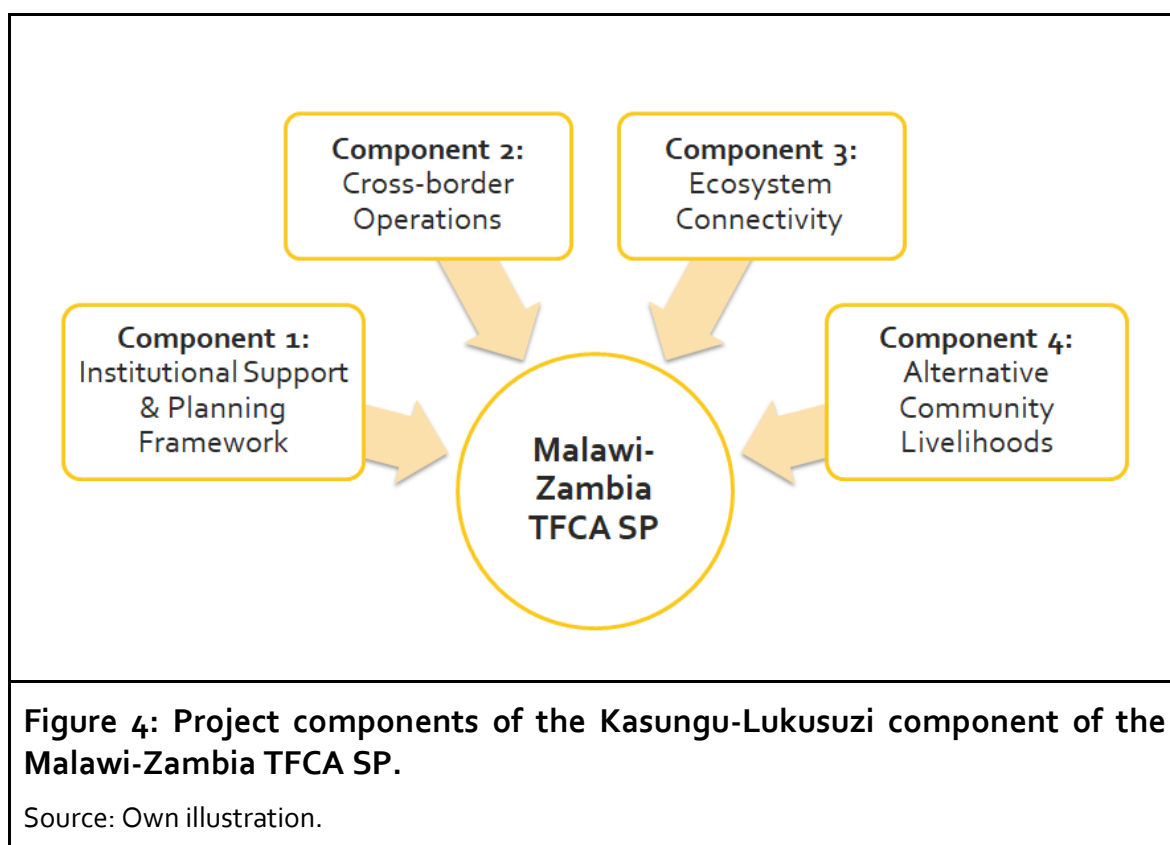 Component 1:
Institutional Support
& Planning
Framework
Component 2:
Cross-border
Operations
Component 3:
Ecosystem
Connectivity
Component 4:
Alternative
Community
Livelihoods
Malawi-
Zambia
TFCA SP
Figure 4: Project components of the Kasungu-Lukusuzi component of the
Malawi-Zambia TFCA SP.
Source: Own illustration.